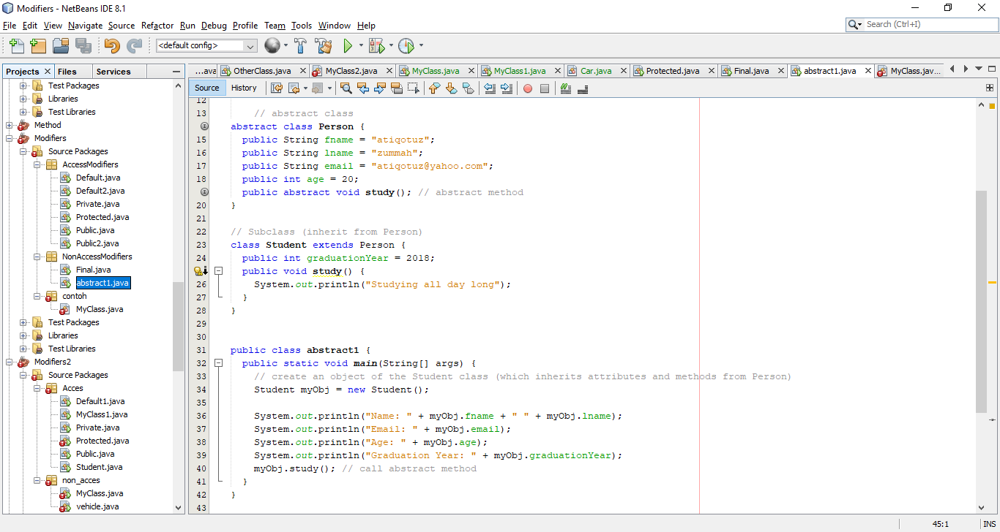 Modifiers - NetBeans IDE 8.1
File Edit View Navigate Source Refactor Run Debug Profile Team Tools Window Help
Search (Ctrl+I)
<default config>
Projects Files Services
...ava OtherClass.java MyClass2.java MyClass.java MyClass1.java Car.java Protected.java Final.java abstract1.java MyClass.jav...
Source History
Test Packages
Libraries
Test Libraries
Method
Modifiers
Source Packages
AccessModifiers
Default.java
Default2.java
Private.java
Protected.java
Public.java
Public2.java
NonAccessModifiers
Final.java
abstract1.java
contoh
MyClass.java
Test Packages
Libraries
Test Libraries
Modifiers2
Source Packages
Acces
Default1.java
MyClass1.java
Private.java
Protected.java
Public.java
Student.java
non_acces
MyClass.java
vehicle.java
12
13 // abstract class
abstract class Person {
15 public String fname = "atiqotuz";
16 public String lname = "zummah";
17 public String email = "atiqotuz@yahoo.com";
18 public int age = 20;
public abstract void study(); // abstract method
20 }
21
22 // Subclass (inherit from Person)
23 class Student extends Person {
24 public int graduationYear = 2018;
public void study() {
26 System.out.println("Studying all day long");
27 }
28 }
29
30
31 public class abstract1 {
32 public static void main(String[] args) {
33 // create an object of the Student class (which inherits attributes and methods from Person)
34 Student myObj = new Student();
35
36 System.out.println("Name: " + myObj.fname + " " + myObj.lname);
37 System.out.println("Email: " + myObj.email);
38 System.out.println("Age: " + myObj.age);
39 System.out.println("Graduation Year: " + myObj.graduationYear);
40 myObj.study(); // call abstract method
41 }
42 }
43
45:1 INS